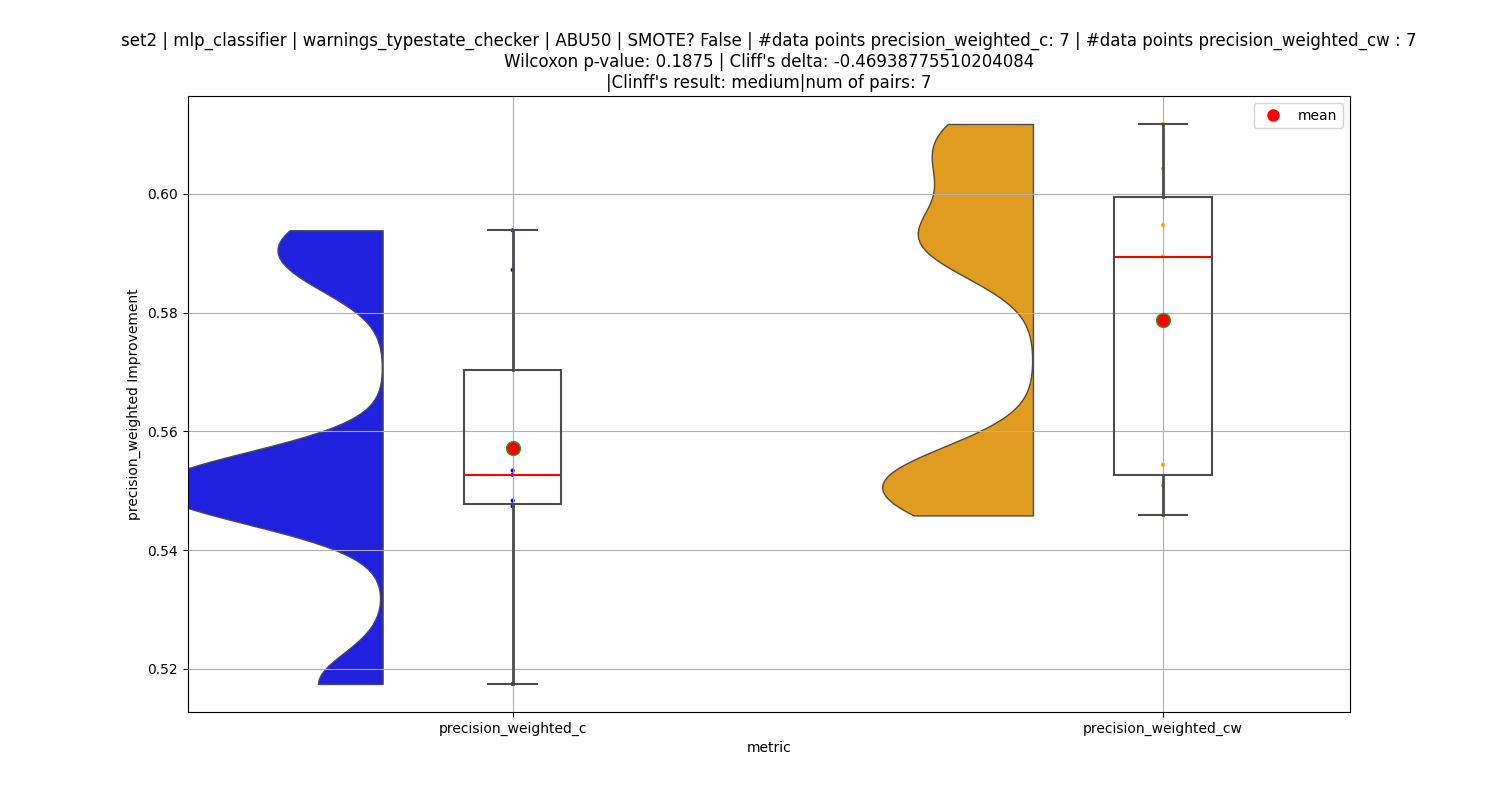 set2 | mlp_classifier | warnings_typestate_checker | ABU50 | SMOTE? False | #data points precision_weighted_c: 7 | #data points precision_weighted_cw : 7
Wilcoxon p-value: 0.1875 | Cliff's delta: -0.46938775510204084
|Clinff's result: medium|num of pairs: 7
mean
precision_weighted Improvement
0.60
0.58
0.56
0.54
0.52
precision_weighted_c
precision_weighted_cw
metric